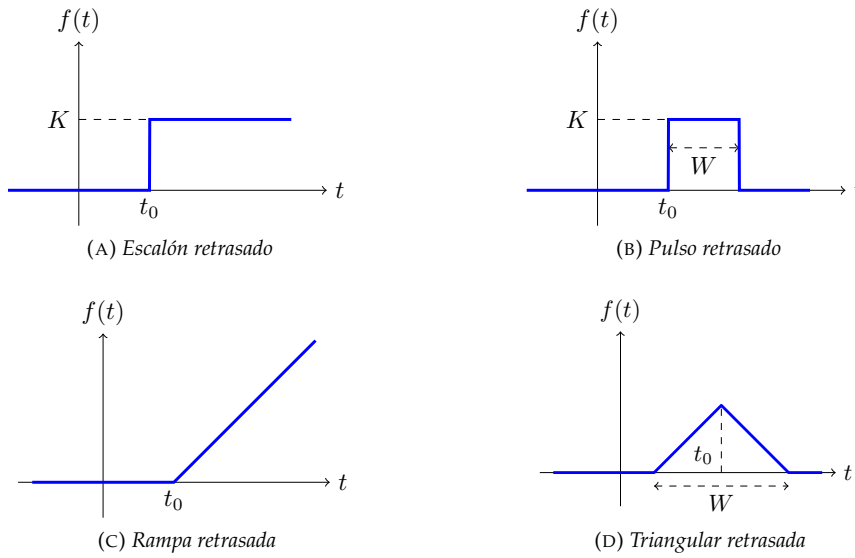 f(t)
K
t₀
t
(A) Escalón retrasado
f(t)
K
W
t₀
t
(B) Pulso retrasado
f(t)
t₀
t
(C) Rampa retrasada
f(t)
t₀
t
W
(D) Triangular retrasada